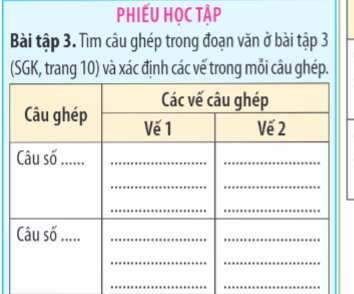 PHIẾU HỌC TẬP
Bài tập 3. Tìm câu ghép trong đoạn văn ở bài tập 3
(SGK, trang 10) và xác định các vế trong mỗi câu ghép.
Câu ghép
Các vế câu ghép
Vế 1
Vế 2
Câu số ...... ........................ ........................
........................ ........................
........................ ........................
Câu số ..... ........................ ........................
........................ ........................
........................ ........................